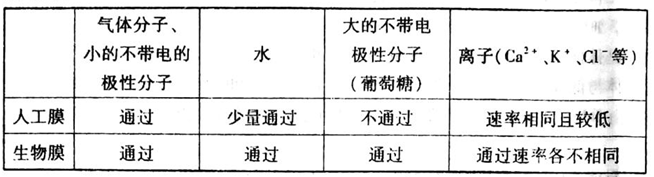 气体分子、小的不带电的极性分子 水 大的不带电极性分子(葡萄糖) 离子(Ca²⁺、K⁺、Cl⁻等)
人工膜 通过 少量通过 不通过 速率相同且较低
生物膜 通过 通过 通过 通过速率各不相同